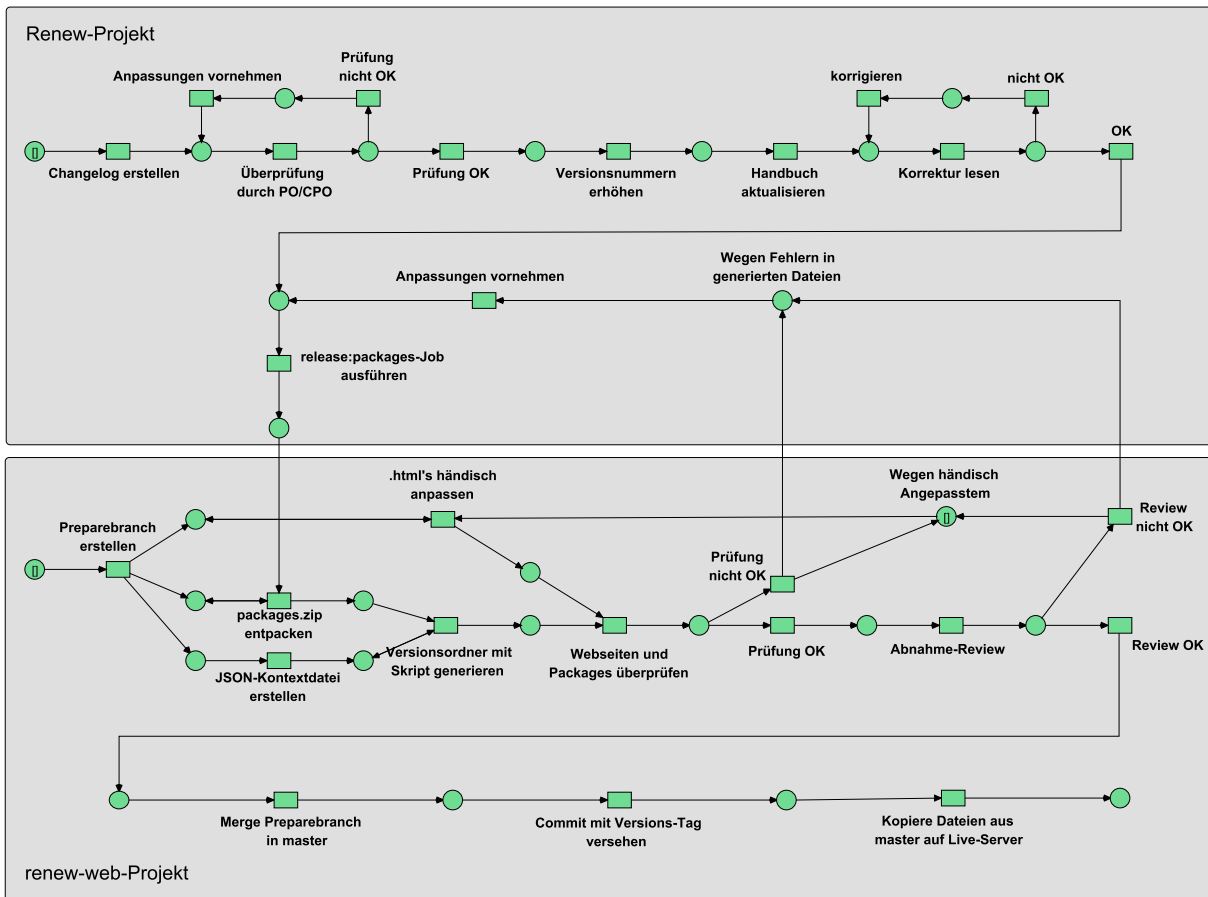 Renew-Projekt
Prüfung
nicht OK
Anpassungen vornehmen
korrigieren
nicht OK
OK
[]
Changelog erstellen
Überprüfung
durch PO/CPO
Prüfung OK
Versionsnummern
erhöhen
Handbuch
aktualisieren
Korrektur lesen
Wegen Fehlern in
generierten Dateien
Anpassungen vornehmen
release:packages-Job
ausführen
.html's händisch
anpassen
Wegen händisch
Angepasstem
[]
Review
nicht OK
Preparebranch
erstellen
[]
Prüfung
nicht OK
packages.zip
entpacken
Versionsordner mit
Skript generieren
Webseiten und
Packages überprüfen
Prüfung OK
Abnahme-Review
Review OK
JSON-Kontextdatei
erstellen
Merge Preparebranch
in master
Commit mit Versions-Tag
versehen
Kopiere Dateien aus
master auf Live-Server
renew-web-Projekt